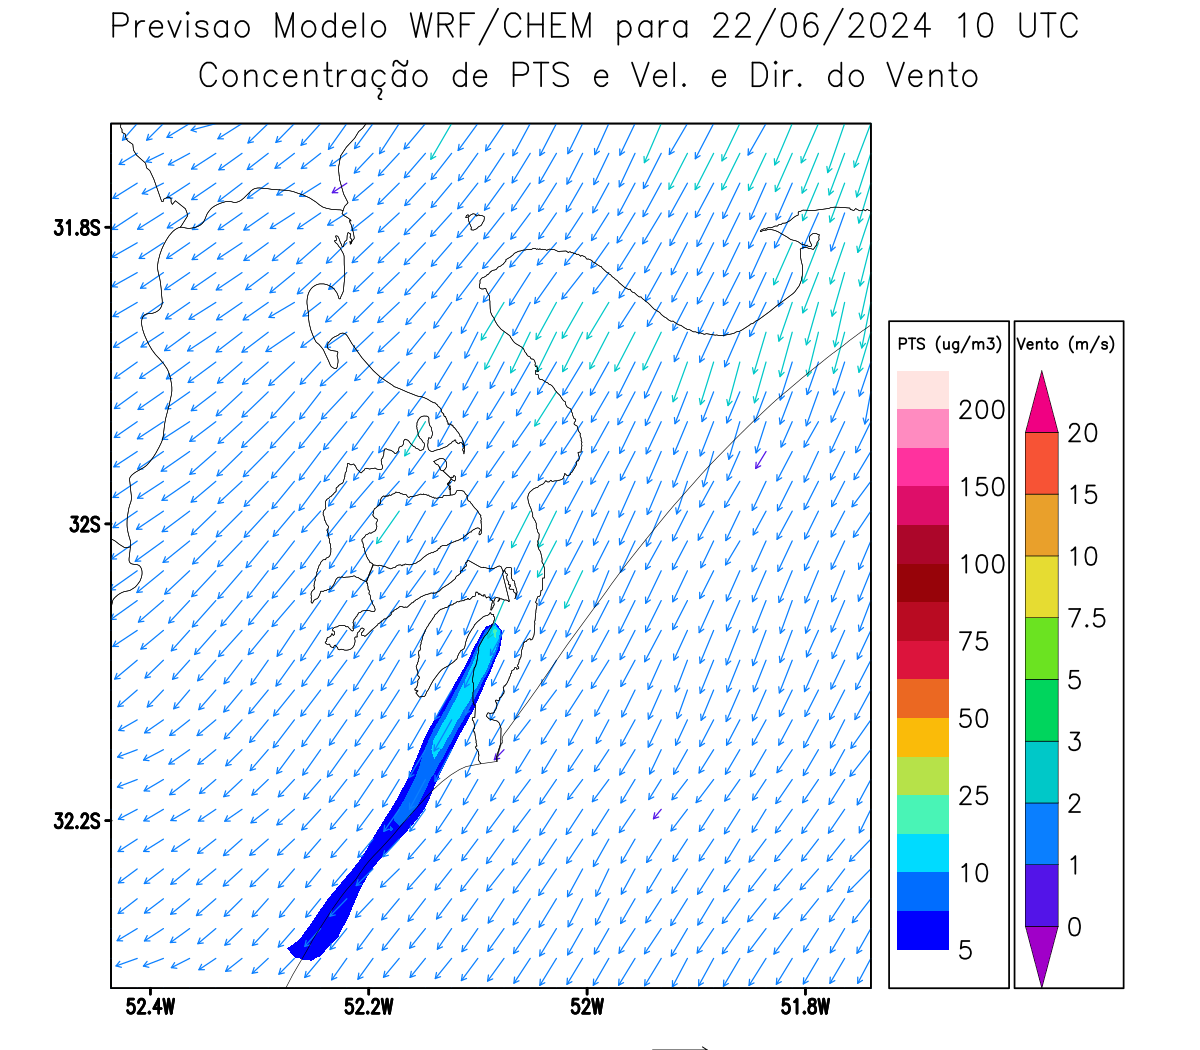 Previsao Modelo WRF/CHEM para 22/06/2024 10 UTC
Concentração de PTS e Vel. e Dir. do Vento
31.8S
32S
32.2S
52.4W
52.2W
52W
51.8W
PTS (ug/m3)
200
150
100
75
50
25
10
5
Vento (m/s)
20
15
10
7.5
5
3
2
1
0